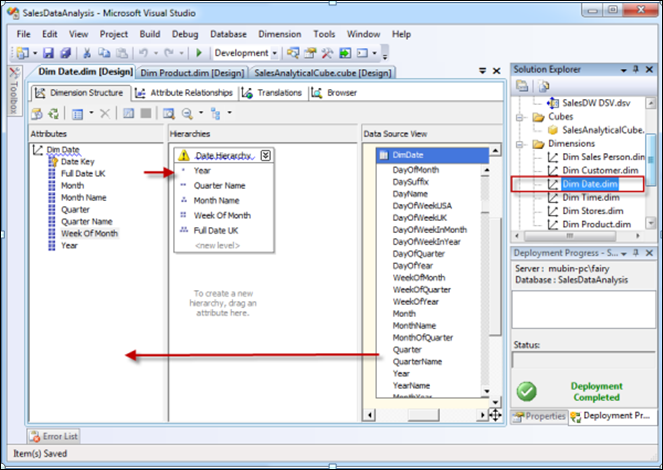 SalesDataAnalysis - Microsoft Visual Studio
File Edit View Project Build Debug Database Dimension Tools Window Help
Development
Toolbox
Dim Date.dim [Design] Dim Product.dim [Design] SalesAnalyticalCube.cube [Design]
Dimension Structure Attribute Relationships Translations Browser
Attributes
Dim Date
Date Key
Full Date UK
Month
Month Name
Quarter
Quarter Name
Week Of Month
Year
Hierarchies
Date Hierarchy
Year
Quarter Name
Month Name
Week Of Month
Full Date UK
<new level>
To create a new
hierarchy, drag an
attribute here.
Data Source View
DimDate
DayOfMonth
DaySuffix
DayName
DayOfWeekUSA
DayOfWeekUK
DayOfWeekInMonth
DayOfWeekInYear
DayOfQuarter
DayOfYear
WeekOfMonth
WeekOfQuarter
WeekOfYear
Month
MonthName
MonthOfQuarter
Quarter
QuarterName
Year
YearName
MonthYear
Solution Explorer
SalesDW DSV.dsv
Cubes
SalesAnalyticalCube.
Dimensions
Dim Sales Person.dim
Dim Customer.dim
Dim Date.dim
Dim Time.dim
Dim Stores.dim
Dim Product.dim
Deployment Progress - S...
Server : mubin-pc\fairy
Database : SalesDataAnalysis
Status:
Deployment
Completed
Properties Deployment Pr...
Error List
Item(s) Saved